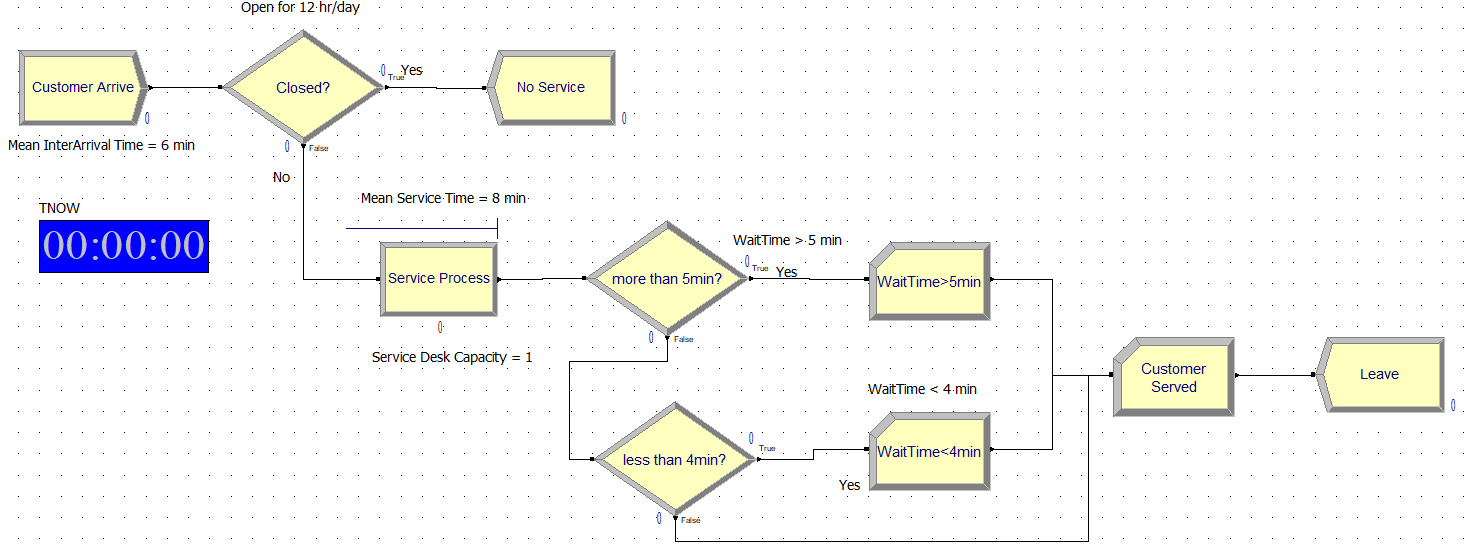 Open for 12 hr/day
Customer Arrive
Closed?
0
True
Yes
No Service
0
0
Mean InterArrival Time = 6 min
0
False
No
TNOW
00:00:00
Mean Service Time = 8 min
Service Process
0
Service Desk Capacity = 1
more than 5min?
WaitTime > 5 min
0
True
Yes
WaitTime>5min
0
False
WaitTime < 4 min
less than 4min?
0
True
Yes
WaitTime<4min
0
False
Customer
Served
Leave
0